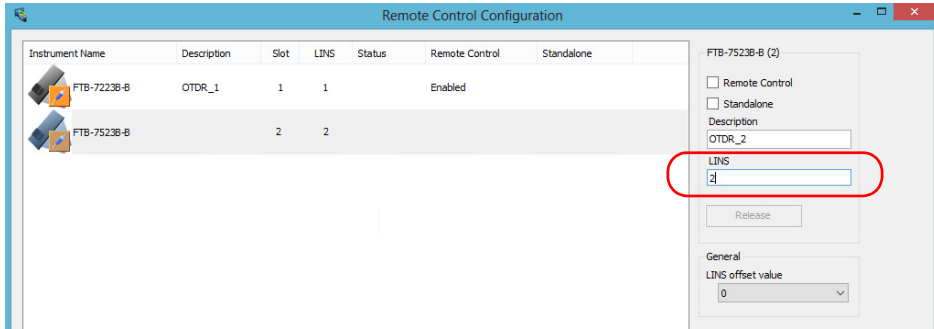 Remote Control Configuration
Instrument Name Description Slot LINS Status Remote Control Standalone
FTB-7223B-B OTDR_1 1 1 Enabled
FTB-7523B-B 2 2
FTB-7523B-B (2)
Remote Control
Standalone
Description
OTDR_2
LINS
2
Release
General
LINS offset value
0